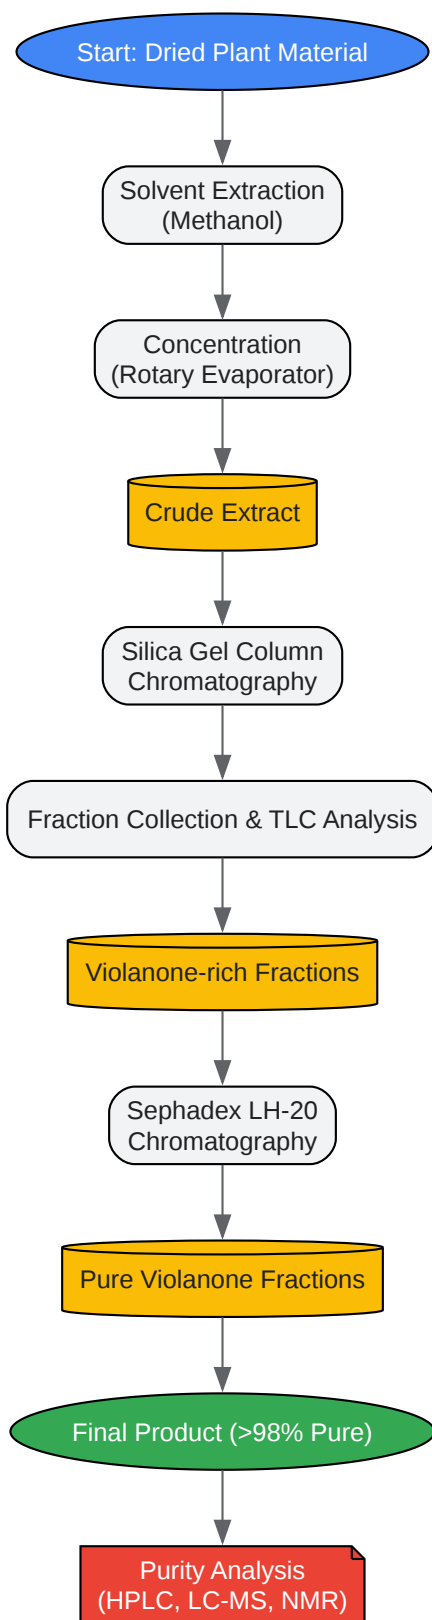 Start: Dried Plant Material
Solvent Extraction
(Methanol)
Concentration
(Rotary Evaporator)
Crude Extract
Silica Gel Column
Chromatography
Fraction Collection & TLC Analysis
Violanone-rich Fractions
Sephadex LH-20
Chromatography
Pure Violanone Fractions
Final Product (>98% Pure)
Purity Analysis
(HPLC, LC-MS, NMR)